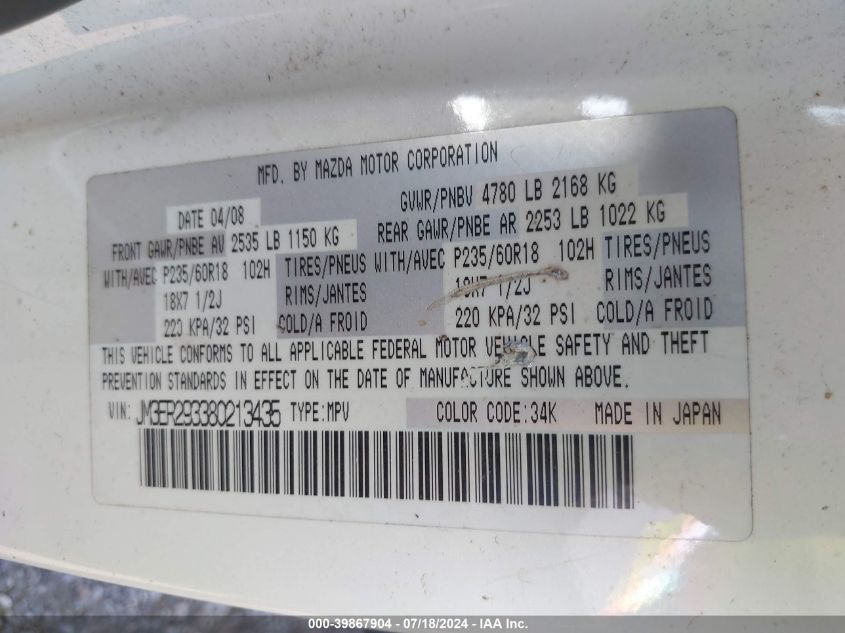 MFD. BY MAZDA MOTOR CORPORATION
DATE 04/08 GVWR/PNBV 4780 LB 2168 KG
FRONT GAWR/PNBE AV 2535 LB 1150 KG REAR GAWR/PNBE AR 2253 LB 1022 KG
WITH/AVEC P235/60R18 102H TIRES/PNEUS WITH/AVEC P235/60R18 102H TIRES/PNEUS
18X7 1/2J RIMS/JANTES 18X7 1/2J RIMS/JANTES
223 KPA/32 PSI COLD/A FROID 220 KPA/32 PSI COLD/A FROID
THIS VEHICLE CONFORMS TO ALL APPLICABLE FEDERAL MOTOR VEHICLE SAFETY AND THEFT
PREVENTION STANDARDS IN EFFECT ON THE DATE OF MANUFACTURE SHOWN ABOVE.
VIN: JM3ER293380213435 TYPE:MPV COLOR CODE:34K MADE IN JAPAN
000-39867904 - 07/18/2024 - IAA Inc.